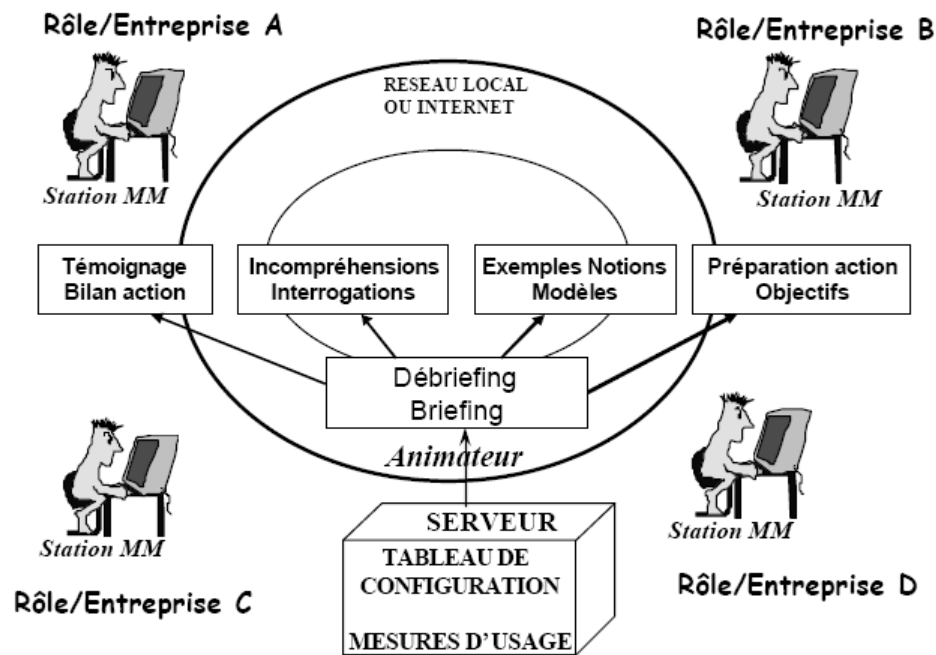 Rôle/Entreprise A
Rôle/Entreprise B
RESEAU LOCAL
OU INTERNET
Station MM
Station MM
Témoignage
Bilan action
Incompréhensions
Interrogations
Exemples Notions
Modèles
Préparation action
Objectifs
Débriefing
Briefing
Animateur
Station MM
Station MM
SERVEUR
TABLEAU DE
CONFIGURATION
MESURES D'USAGE
Rôle/Entreprise C
Rôle/Entreprise D